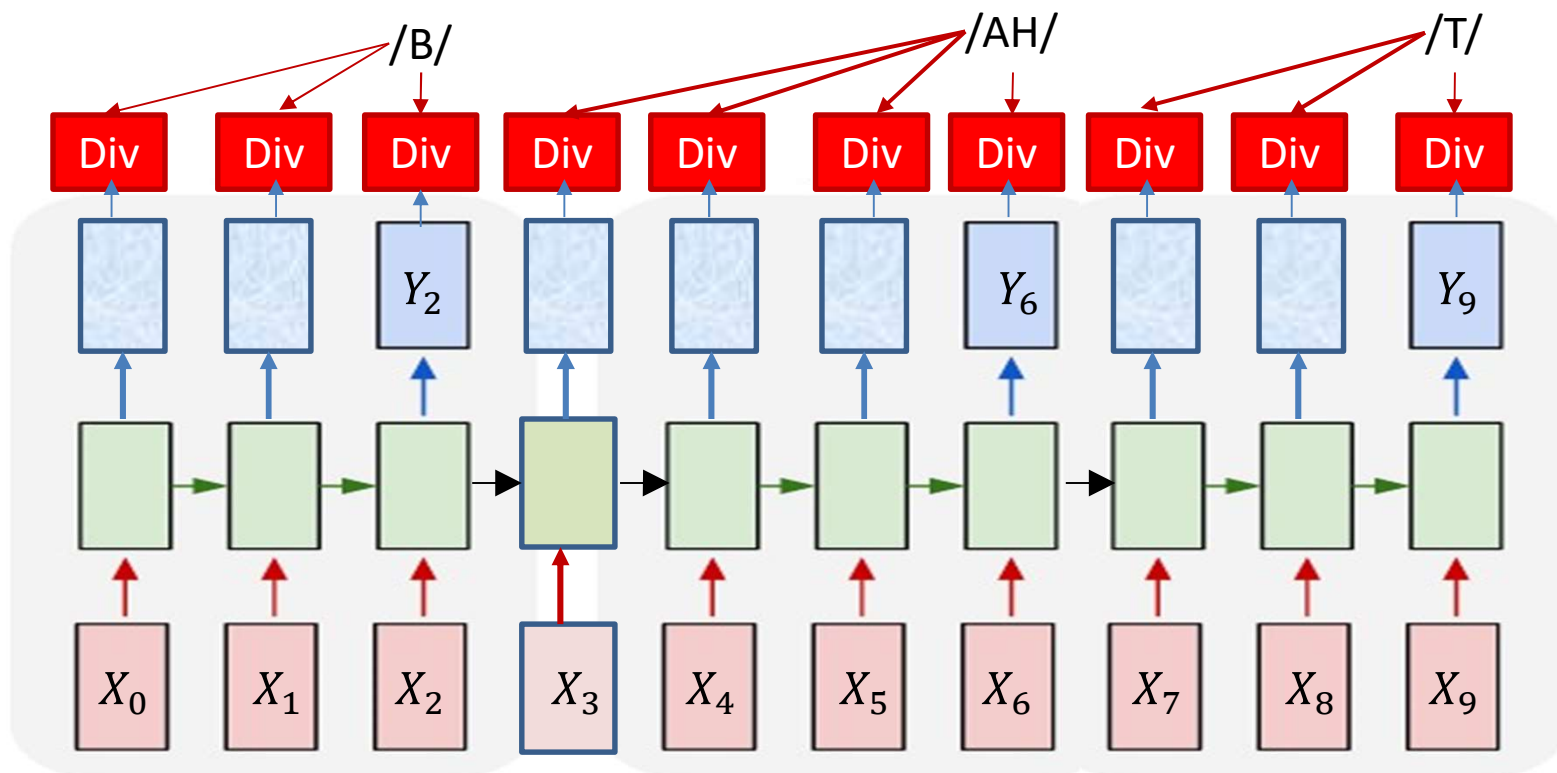 /B/ /AH/ /T/
Div Div Div Div Div Div Div Div Div Div
Y₂ Y₆ Y₉
X₀ X₁ X₂ X₃ X₄ X₅ X₆ X₇ X₈ X₉